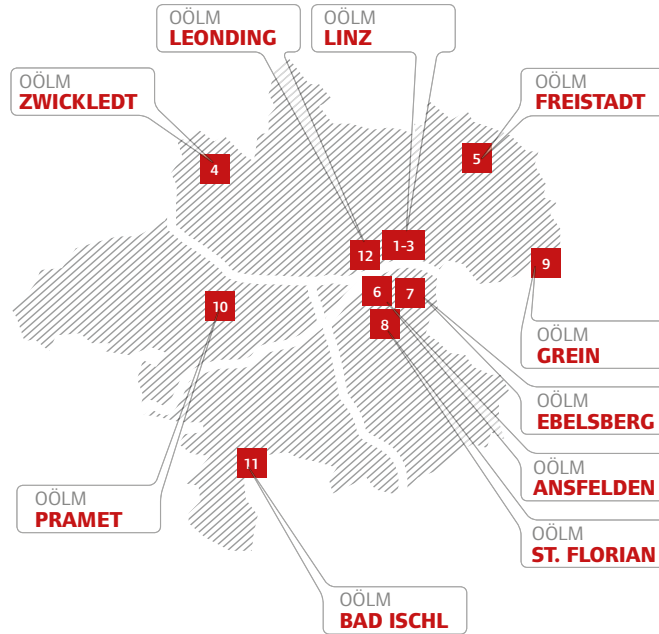 OÖLM
LEONDING
OÖLM
LINZ
OÖLM
ZWICKLEDT
OÖLM
FREISTADT
4
5
12
1-3
9
6
7
10
8
OÖLM
GREIN
OÖLM
EBELSBERG
11
OÖLM
ANSFELDEN
OÖLM
PRAMET
OÖLM
ST. FLORIAN
OÖLM
BAD ISCHL